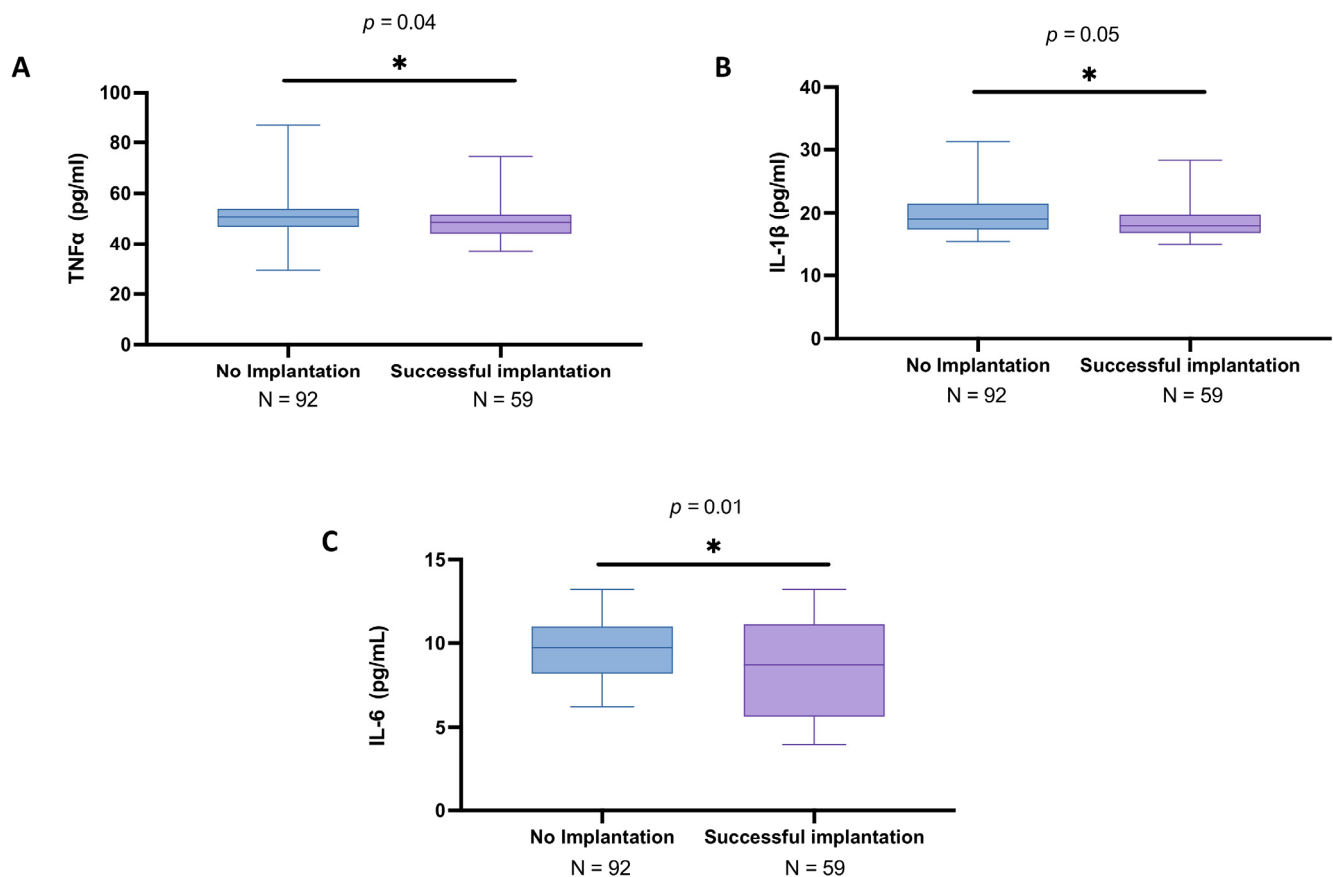 p = 0.04
A
*
100
80
60
40
20
0
TNFα (pg/ml)
No Implantation
N = 92
Successful implantation
N = 59
p = 0.05
B
*
40
30
20
10
0
IL-1β (pg/ml)
No Implantation
N = 92
Successful implantation
N = 59
p = 0.01
C
*
15
10
5
0
IL-6 (pg/mL)
No Implantation
N = 92
Successful implantation
N = 59